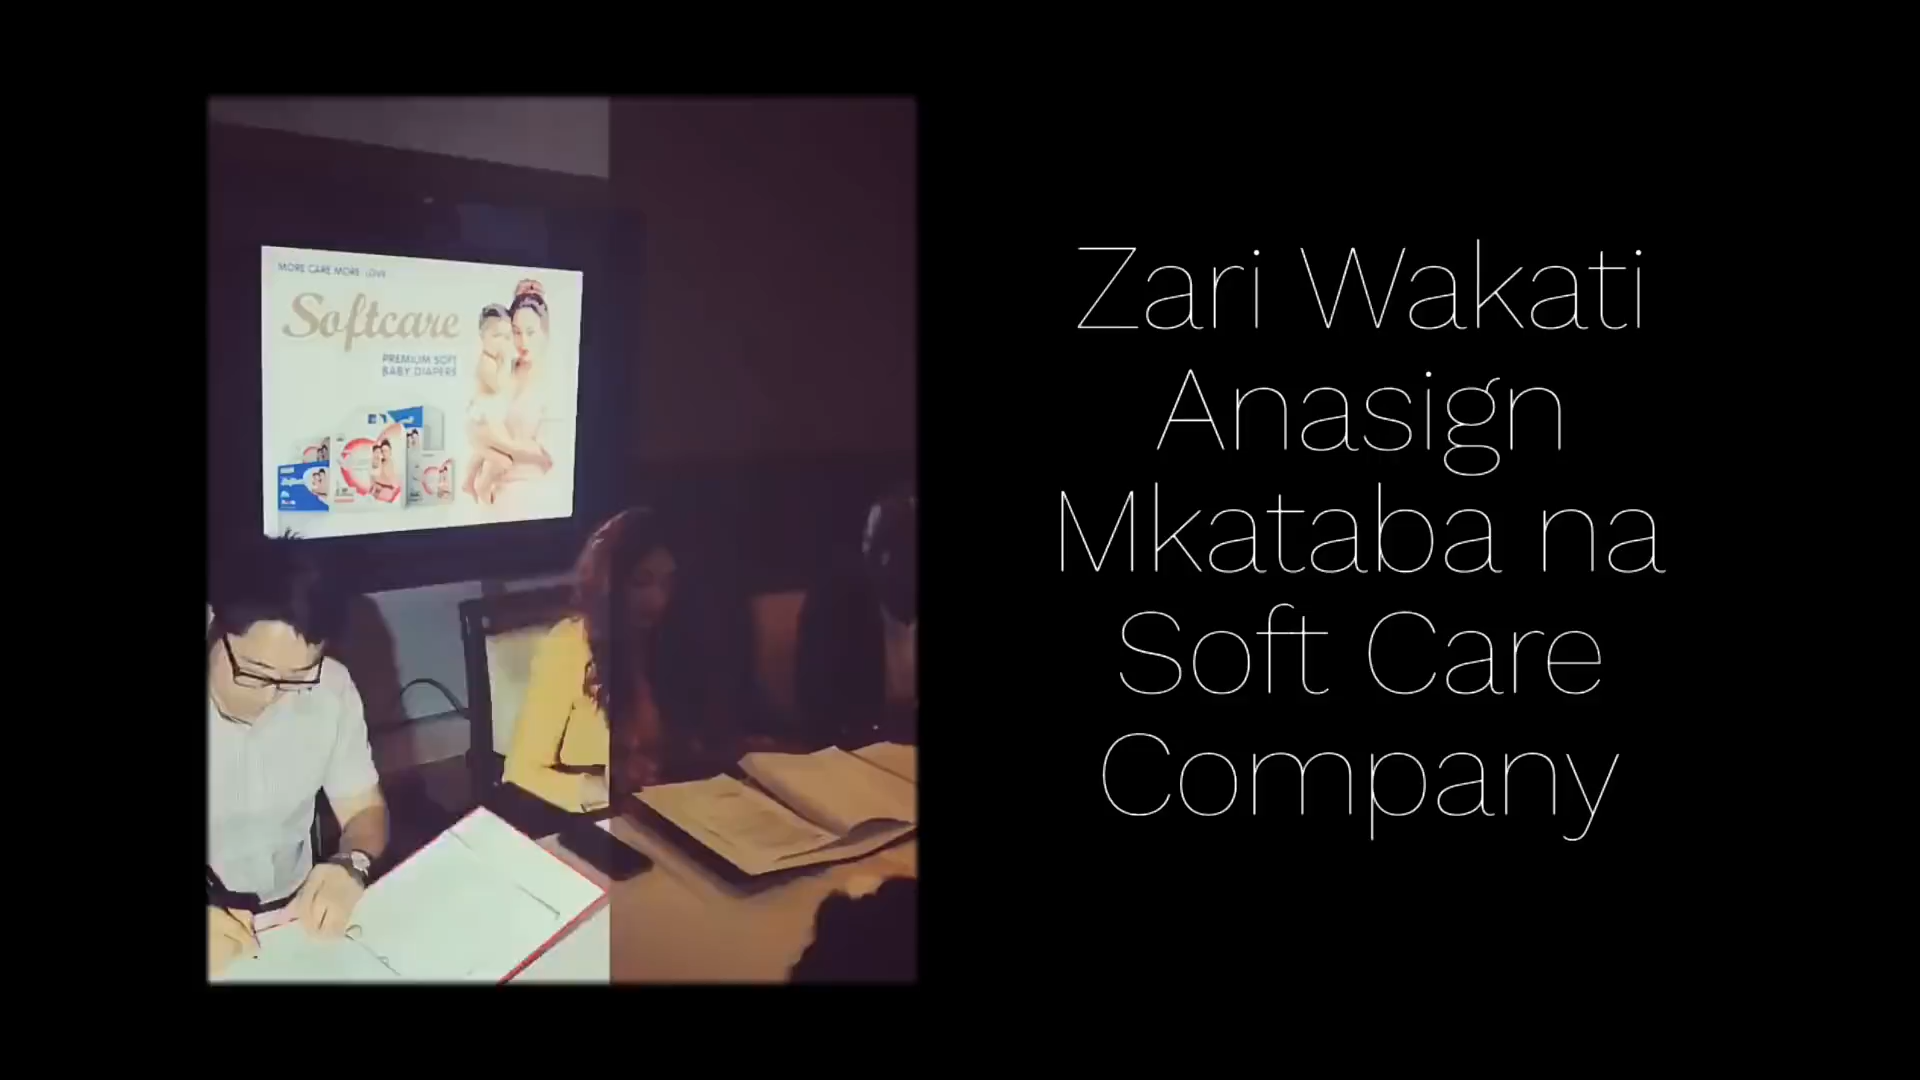 MORE CARE MORE LOVE
Softcare
PREMIUM SOFT
BABY DIAPERS
Zari Wakati
Anasign
Mkataba na
Soft Care
Company